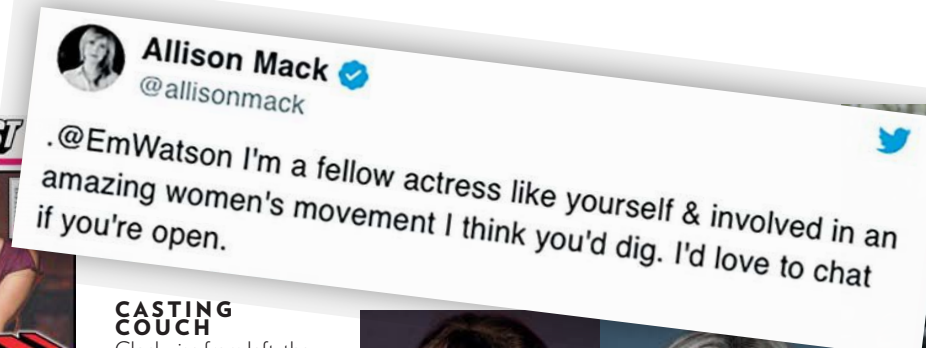 Allison Mack
@allisonmack
.@EmWatson I'm a fellow actress like yourself & involved in an
amazing women's movement I think you'd dig. I'd love to chat
if you're open.
CASTING
COUCH